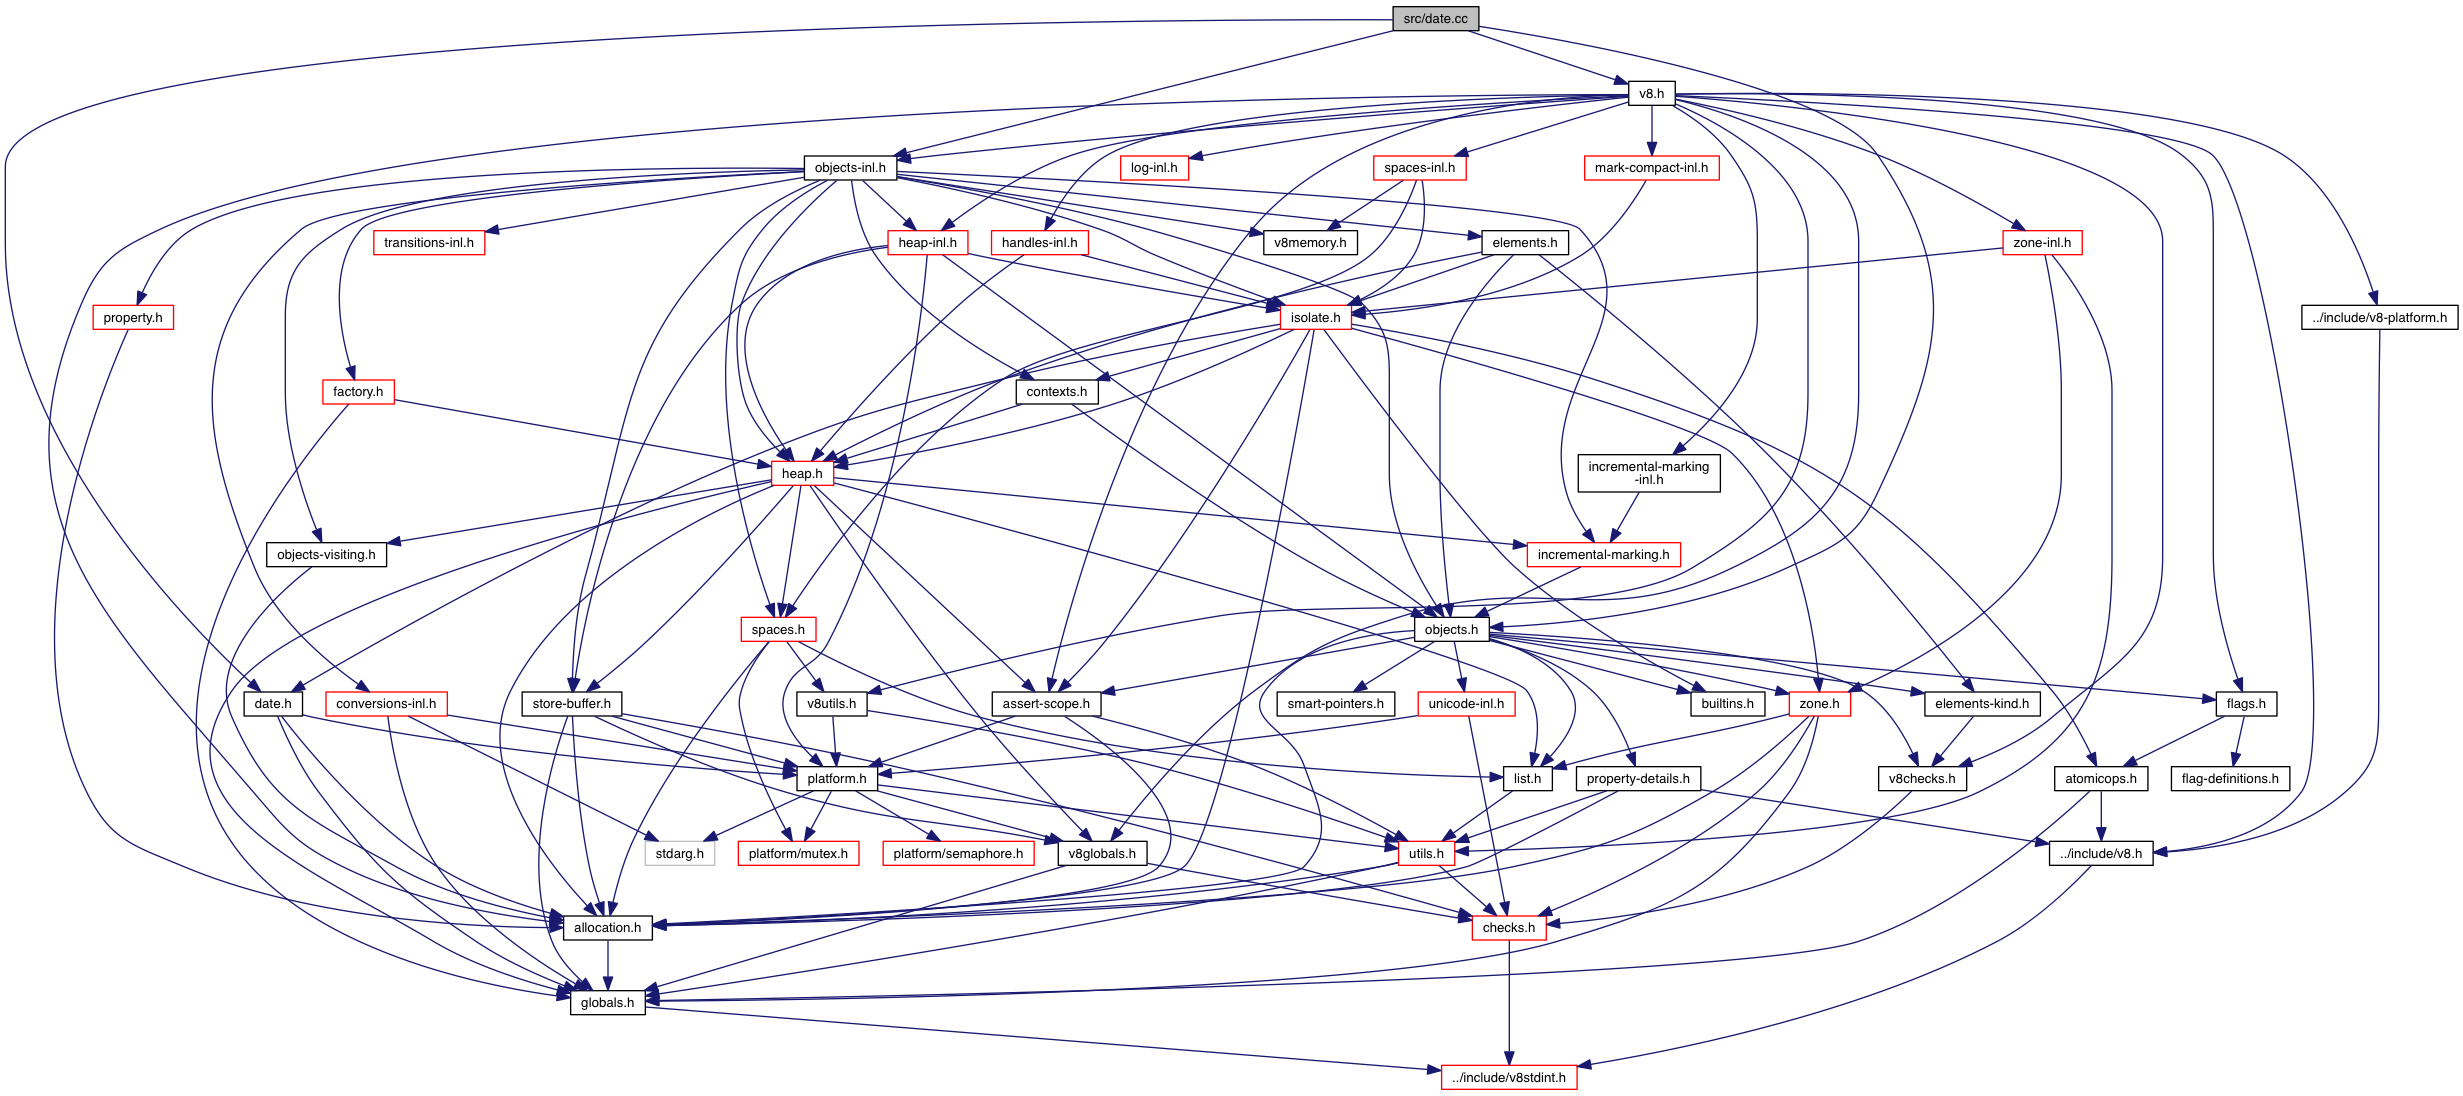 src/date.cc
v8.h
objects-inl.h
log-inl.h
spaces-inl.h
mark-compact-inl.h
transitions-inl.h
heap-inl.h
handles-inl.h
v8memory.h
elements.h
zone-inl.h
property.h
isolate.h
../include/v8-platform.h
factory.h
contexts.h
heap.h
incremental-marking
-inl.h
objects-visiting.h
incremental-marking.h
spaces.h
objects.h
date.h
conversions-inl.h
store-buffer.h
v8utils.h
assert-scope.h
smart-pointers.h
unicode-inl.h
builtins.h
zone.h
elements-kind.h
flags.h
platform.h
list.h
property-details.h
v8checks.h
atomicops.h
flag-definitions.h
stdarg.h
platform/mutex.h
platform/semaphore.h
v8globals.h
utils.h
../include/v8.h
allocation.h
checks.h
globals.h
../include/v8stdint.h